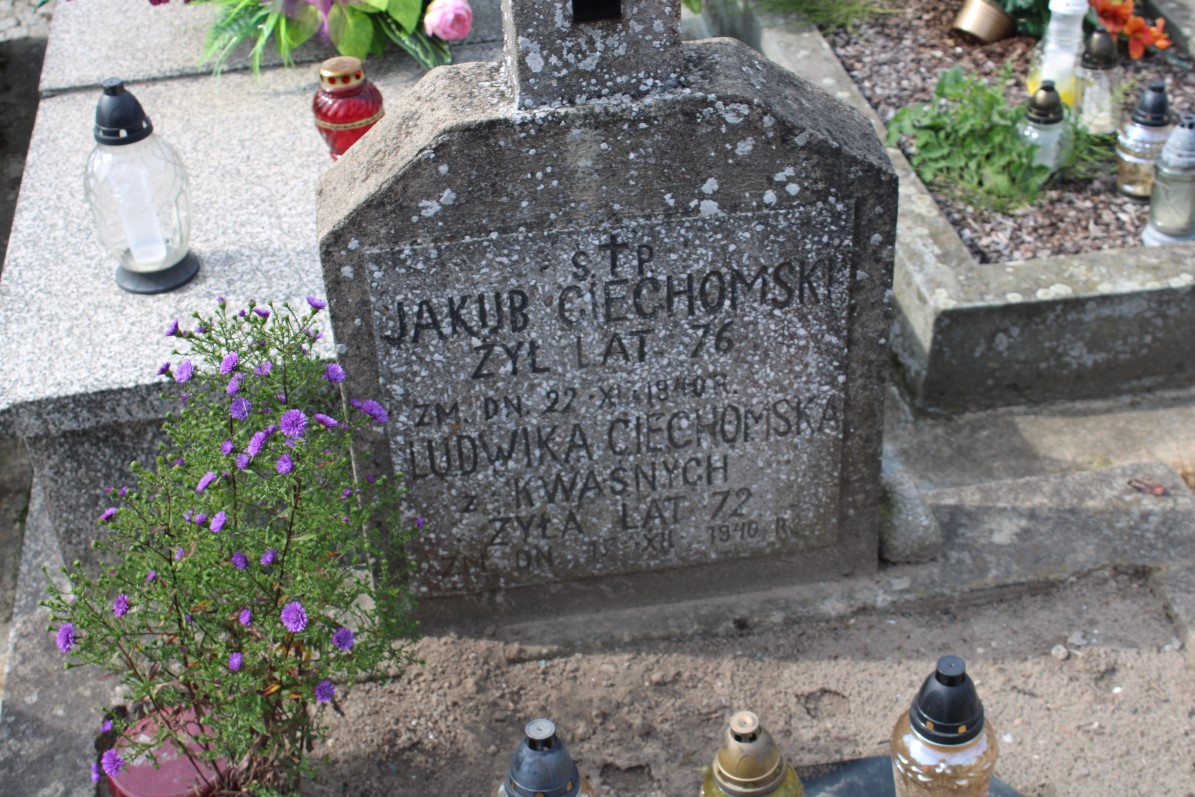 S.†P.
JAKUB CIECHOMSKI
ŻYŁ LAT 76
ZM. DN. 22·XI·1940 R.
LUDWIKA CIECHOMSKA
z KWAŚNYCH
ŻYŁA LAT 72
ZM. DN. 15·XII·1940. R.